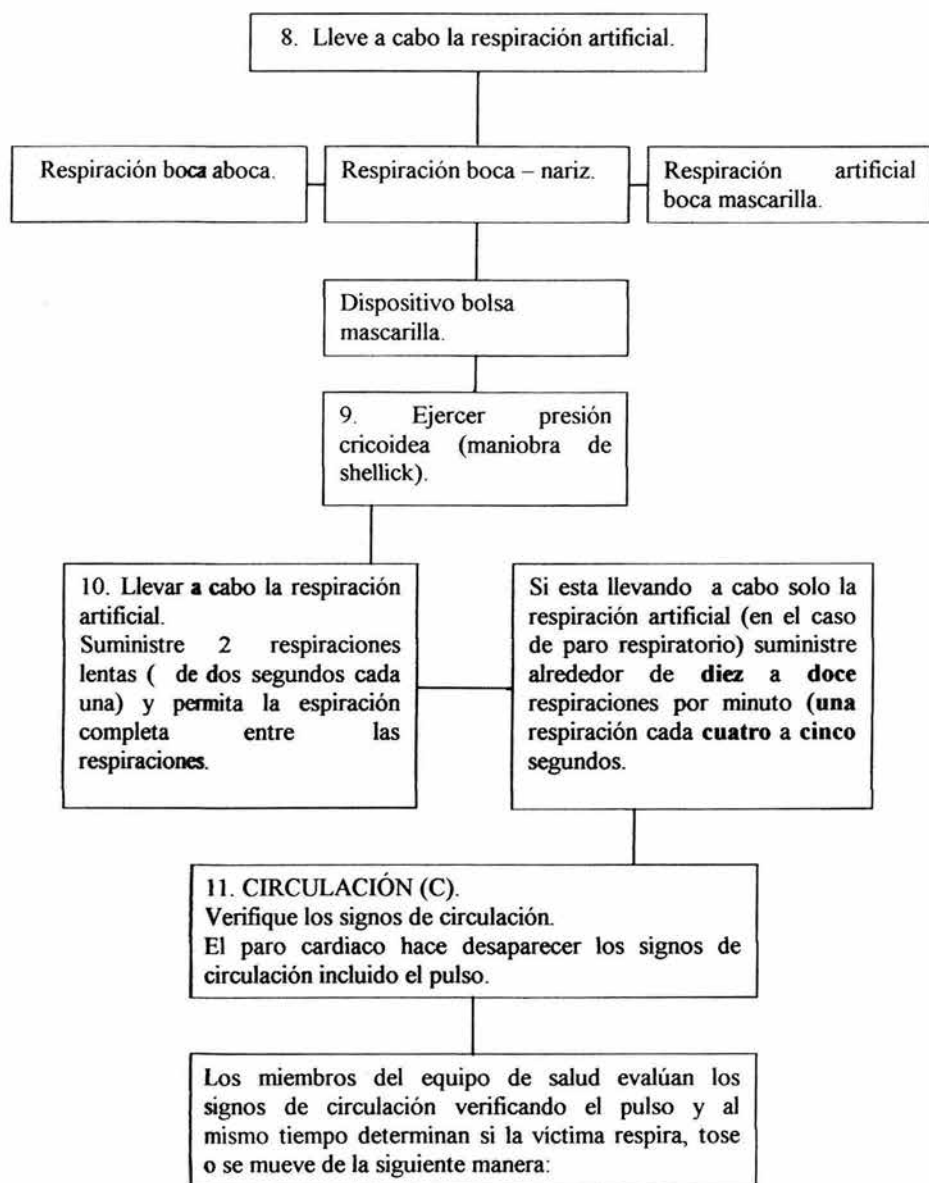 8. Lleve a cabo la respiración artificial.
Respiración boca aboca.
Respiración boca – nariz.
Respiración artificial
boca mascarilla.
Dispositivo bolsa
mascarilla.
9. Ejercer presión
cricoidea (maniobra de
shellick).
10. Llevar a cabo la respiración
artificial.
Suministre 2 respiraciones
lentas ( de dos segundos cada
una) y permita la espiración
completa entre las
respiraciones.
Si esta llevando a cabo solo la
respiración artificial (en el caso
de paro respiratorio) suministre
alrededor de diez a doce
respiraciones por minuto (una
respiración cada cuatro a cinco
segundos.
11. CIRCULACIÓN (C).
Verifique los signos de circulación.
El paro cardiaco hace desaparecer los signos de
circulación incluido el pulso.
Los miembros del equipo de salud evalúan los
signos de circulación verificando el pulso y al
mismo tiempo determinan si la víctima respira, tose
o se mueve de la siguiente manera: